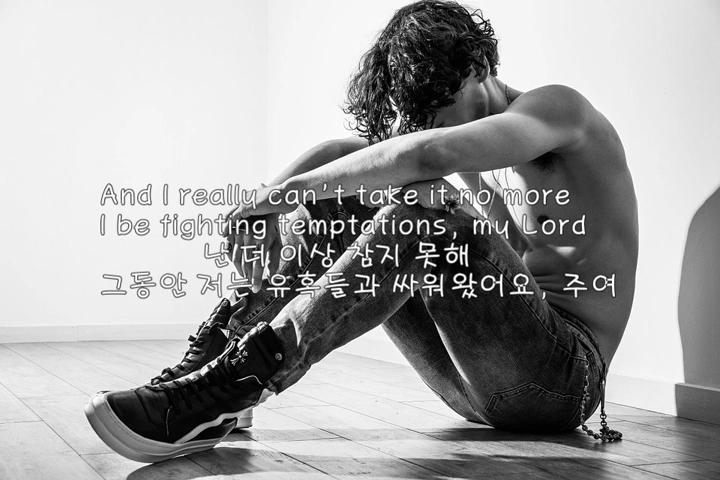 And I really can't take it no more
I be fighting temptations, my Lord
난 더 이상 참지 못해
그동안 저는 유혹들과 싸워왔어요, 주여